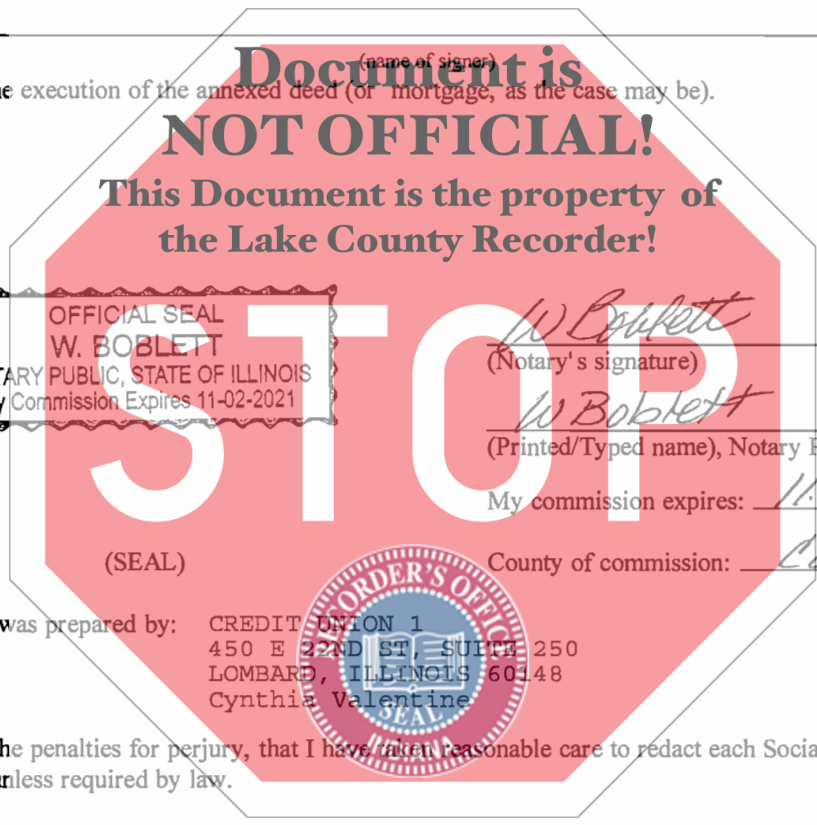 (name of signer)
Document is
execution of the annexed deed (or mortgage, as the case may be).
NOT OFFICIAL!
This Document is the property of
the Lake County Recorder!
STOP
OFFICIAL SEAL
W. BOBLETT
TARY PUBLIC, STATE OF ILLINOIS
Commission Expires 11-02-2021
W Boblett
(Notary's signature)
W Boblett
(Printed/Typed name), Notary
My commission expires: 11.
(SEAL)
County of commission:
RECORDER'S OFFICE
SEAL
INDIANA
was prepared by: CREDIT UNION 1
450 E 22ND ST, SUITE 250
LOMBARD, ILLINOIS 60148
Cynthia Valentine
he penalties for perjury, that I have taken reasonable care to redact each Socia
unless required by law.